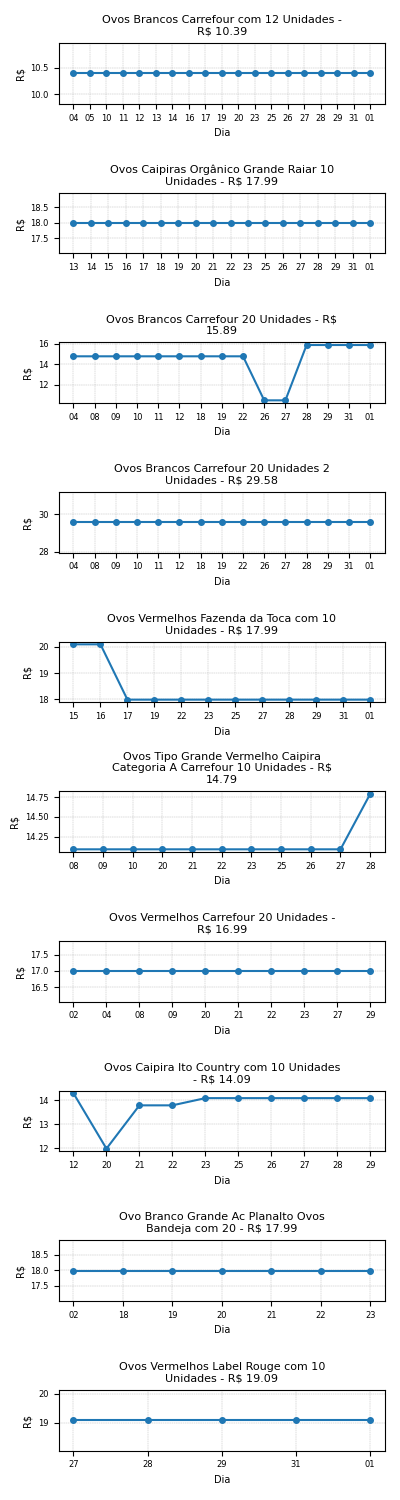 Ovos Brancos Carrefour com 12 Unidades -
R$ 10.39
R$
10.5
10.0
04 05 10 11 12 13 14 16 17 19 20 23 25 26 28 29 31 01
Dia
Ovos Caipiras Orgânico Grande Raiar 10
Unidades - R$ 17.99
R$
18.5
18.0
17.5
13 14 15 16 17 18 19 20 21 22 23 25 26 27 28 29 31 01
Dia
Ovos Brancos Carrefour 20 Unidades - R$
15.89
R$
16
14
12
04 08 09 10 11 12 18 19 22 26 27 28 29 31 01
Dia
Ovos Brancos Carrefour 20 Unidades 2
Unidades - R$ 29.58
R$
30
28
04 08 09 10 11 12 18 19 22 26 27 28 29 31 01
Dia
Ovos Vermelhos Fazenda da Toca com 10
Unidades - R$ 17.99
R$
20
19
18
15 16 17 19 22 23 25 27 28 29 31 01
Dia
Ovos Tipo Grande Vermelho Caipira
Categoria A Carrefour 10 Unidades - R$
14.79
R$
14.75
14.50
14.25
08 09 10 20 21 22 23 25 26 27 28
Dia
Ovos Vermelhos Carrefour 20 Unidades -
R$ 16.99
R$
17.5
17.0
16.5
02 04 08 09 20 21 22 23 27 29
Dia
Ovos Caipira Ito Country com 10 Unidades
- R$ 14.09
R$
14
13
12
12 20 21 22 23 25 26 27 28 29
Dia
Ovo Branco Grande Ac Planalto Ovos
Bandeja com 20 - R$ 17.99
R$
18.5
18.0
17.5
02 18 19 20 21 22 23
Dia
Ovos Vermelhos Label Rouge com 10
Unidades - R$ 19.09
R$
20
19
27 28 29 31 01
Dia